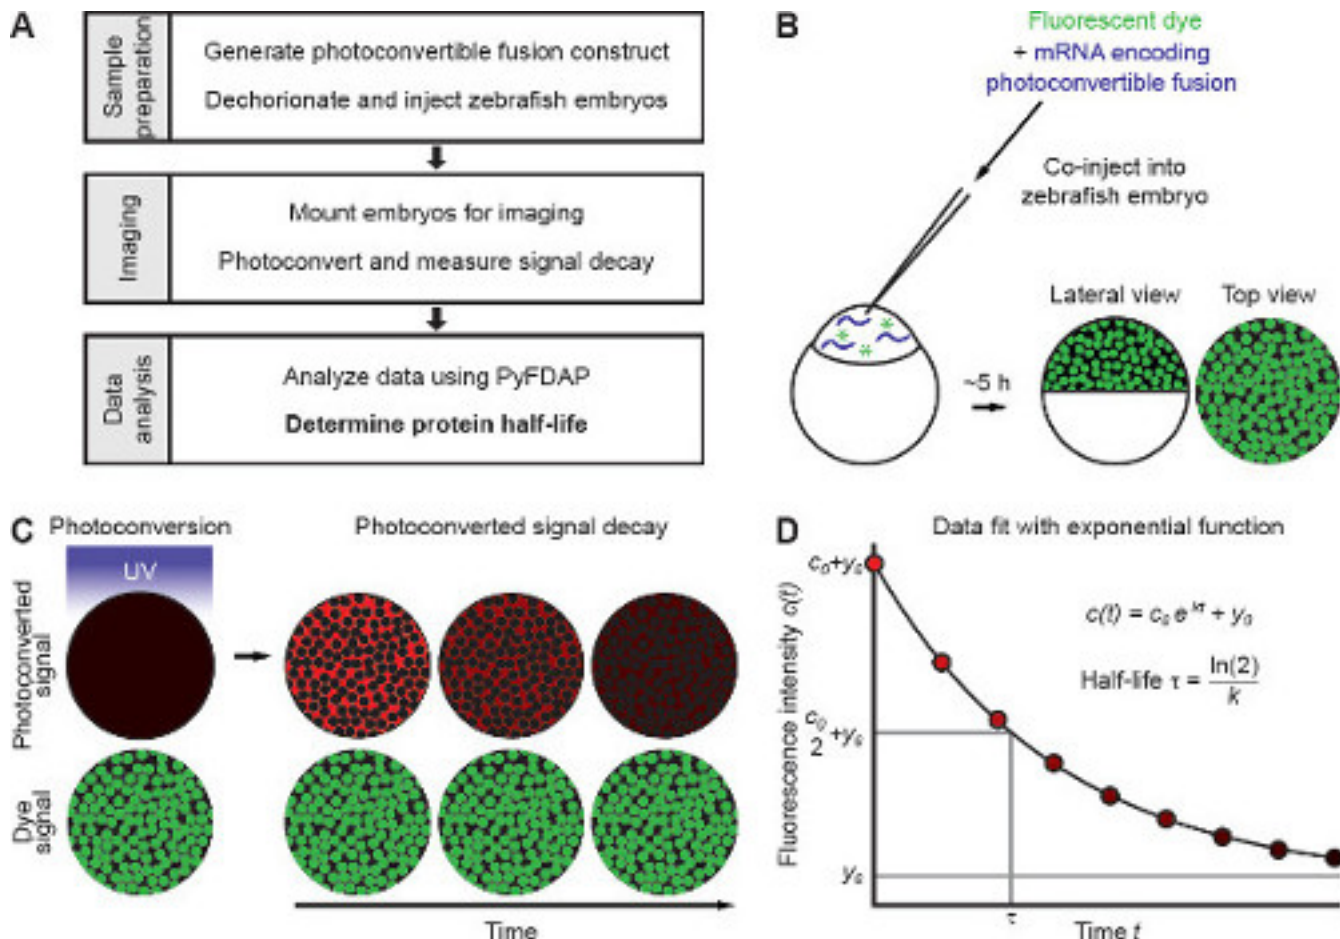 A
Sample
preparation
Generate photoconvertible fusion construct
Dechorionate and inject zebrafish embryos
Imaging
Mount embryos for imaging
Photoconvert and measure signal decay
Data
analysis
Analyze data using PyFDAP
Determine protein half-life
B
Fluorescent dye
+ mRNA encoding
photoconvertible fusion
Co-inject into
zebrafish embryo
~5 h
Lateral view
Top view
C
Photoconversion
Photoconverted signal decay
UV
Photoconverted
signal
Dye
signal
Time
D
Data fit with exponential function
Fluorescence intensity c(t)
c₀+y₀
c₀/2 +y₀
y₀
c(t) = c₀ e⁻ᵏᵗ + y₀
Half-life τ = ln(2)/k
τ
Time t